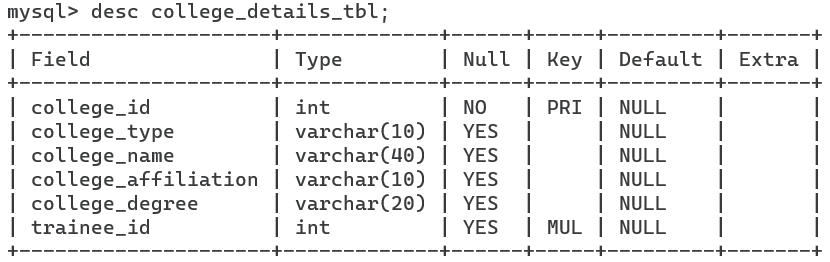 mysql> desc college_details_tbl;
+---------------------+-------------+------+-----+---------+-------+
| Field               | Type        | Null | Key | Default | Extra |
+---------------------+-------------+------+-----+---------+-------+
| college_id          | int         | NO   | PRI | NULL    |       |
| college_type        | varchar(10) | YES  |     | NULL    |       |
| college_name        | varchar(40) | YES  |     | NULL    |       |
| college_affiliation | varchar(10) | YES  |     | NULL    |       |
| college_degree      | varchar(20) | YES  |     | NULL    |       |
| trainee_id          | int         | YES  | MUL | NULL    |       |
+---------------------+-------------+------+-----+---------+-------+